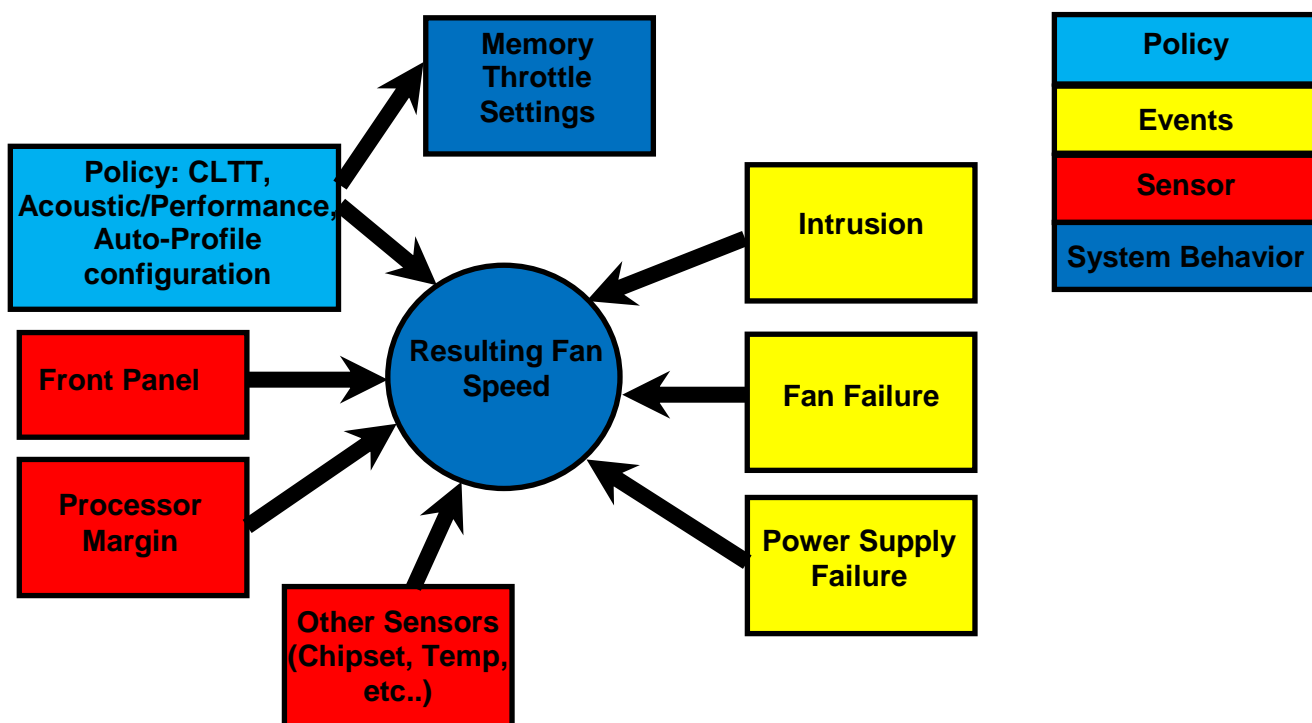 Memory
Throttle
Settings
Policy: CLTT,
Acoustic/Performance,
Auto-Profile
configuration
Intrusion
Resulting Fan
Speed
Front Panel
Fan Failure
Processor
Margin
Power Supply
Failure
Other Sensors
(Chipset, Temp,
etc..)
Policy
Events
Sensor
System Behavior